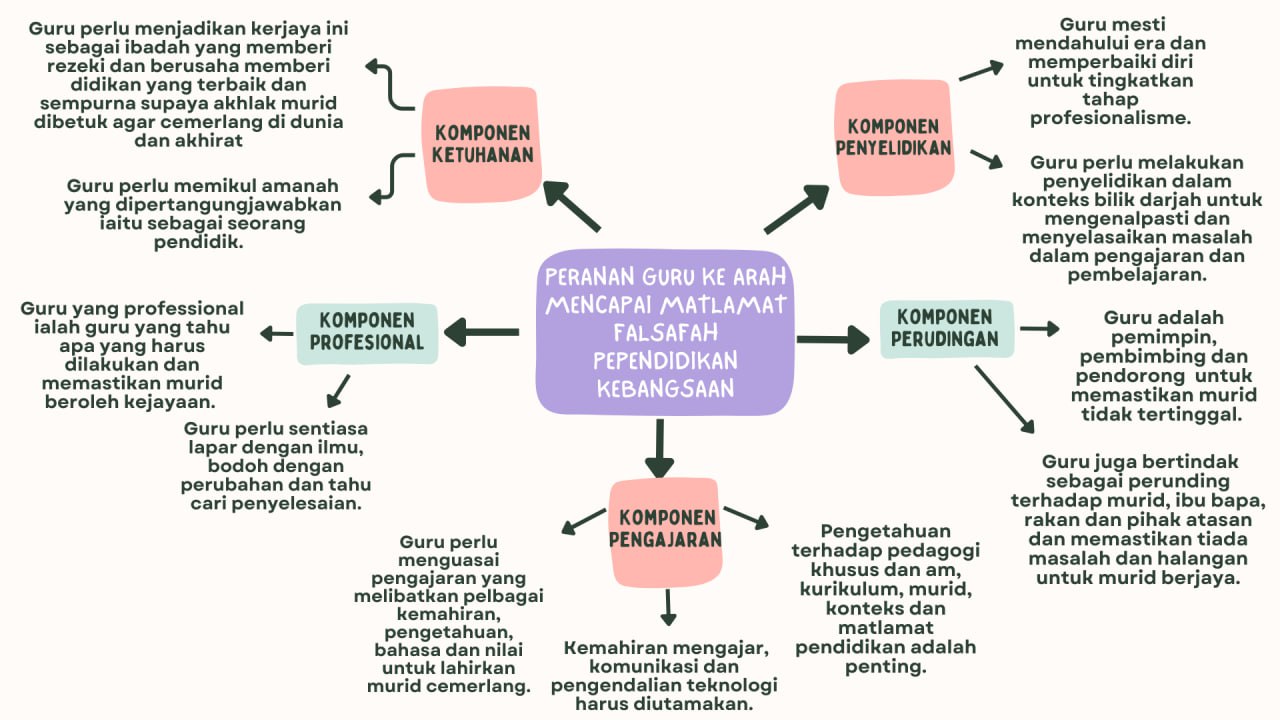 PERANAN GURU KE ARAH
MENCAPAI MATLAMAT
FALSAFAH
PEPENDIDIKAN
KEBANGSAAN
KOMPONEN
KETUHANAN
Guru perlu menjadikan kerjaya ini
sebagai ibadah yang memberi
rezeki dan berusaha memberi
didikan yang terbaik dan
sempurna supaya akhlak murid
dibetuk agar cemerlang di dunia
dan akhirat
Guru perlu memikul amanah
yang dipertangungjawabkan
iaitu sebagai seorang
pendidik.
KOMPONEN
PENYELIDIKAN
Guru mesti
mendahului era dan
memperbaiki diri
untuk tingkatkan
tahap
profesionalisme.
Guru perlu melakukan
penyelidikan dalam
konteks bilik darjah untuk
mengenalpasti dan
menyelasaikan masalah
dalam pengajaran dan
pembelajaran.
KOMPONEN
PROFESIONAL
Guru yang professional
ialah guru yang tahu
apa yang harus
dilakukan dan
memastikan murid
beroleh kejayaan.
Guru perlu sentiasa
lapar dengan ilmu,
bodoh dengan
perubahan dan tahu
cari penyelesaian.
KOMPONEN
PERUDINGAN
Guru adalah
pemimpin,
pembimbing dan
pendorong untuk
memastikan murid
tidak tertinggal.
Guru juga bertindak
sebagai perunding
terhadap murid, ibu bapa,
rakan dan pihak atasan
dan memastikan tiada
masalah dan halangan
untuk murid berjaya.
KOMPONEN
PENGAJARAN
Guru perlu
menguasai
pengajaran yang
melibatkan pelbagai
kemahiran,
pengetahuan,
bahasa dan nilai
untuk lahirkan
murid cemerlang.
Kemahiran mengajar,
komunikasi dan
pengendalian teknologi
harus diutamakan.
Pengetahuan
terhadap pedagogi
khusus dan am,
kurikulum, murid,
konteks dan
matlamat
pendidikan adalah
penting.